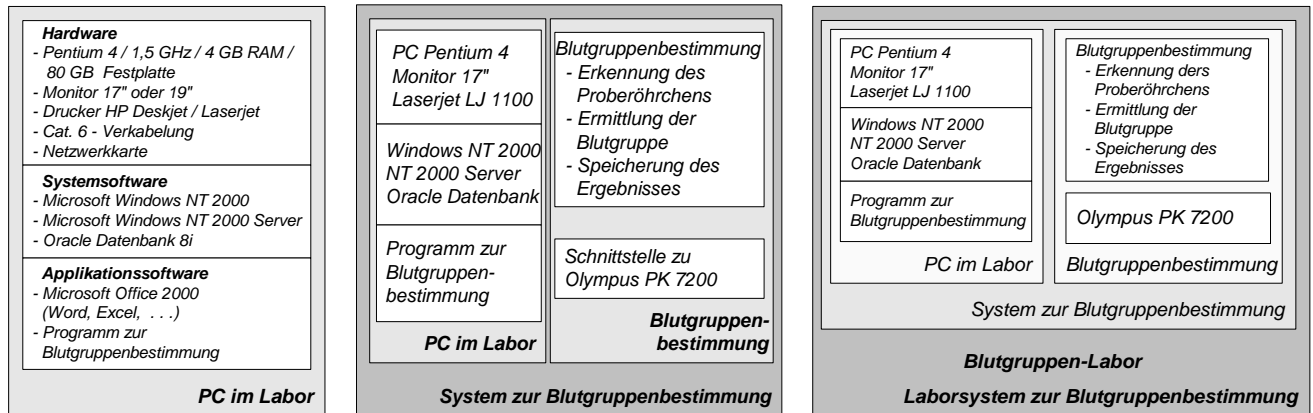 Hardware
- Pentium 4 / 1,5 GHz / 4 GB RAM /
80 GB Festplatte
- Monitor 17" oder 19"
- Drucker HP Deskjet / Laserjet
- Cat. 6 - Verkabelung
- Netzwerkkarte
Systemsoftware
- Microsoft Windows NT 2000
- Microsoft Windows NT 2000 Server
- Oracle Datenbank 8i
Applikationssoftware
- Microsoft Office 2000
(Word, Excel, . . .)
- Programm zur
Blutgruppenbestimmung
PC im Labor
PC Pentium 4
Monitor 17"
Laserjet LJ 1100
Windows NT 2000
NT 2000 Server
Oracle Datenbank
Programm zur
Blutgruppen-
bestimmung
PC im Labor
Blutgruppenbestimmung
- Erkennung des
Proberöhrchens
- Ermittlung der
Blutgruppe
- Speicherung des
Ergebnisses
Schnittstelle zu
Olympus PK 7200
Blutgruppen-
bestimmung
System zur Blutgruppenbestimmung
PC Pentium 4
Monitor 17"
Laserjet LJ 1100
Windows NT 2000
NT 2000 Server
Oracle Datenbank
Programm zur
Blutgruppenbestimmung
PC im Labor
Blutgruppenbestimmung
- Erkennung ders
Proberöhrchens
- Ermittlung der
Blutgruppe
- Speicherung des
Ergebnisses
Olympus PK 7200
Blutgruppenbestimmung
System zur Blutgruppenbestimmung
Blutgruppen-Labor
Laborsystem zur Blutgruppenbestimmung